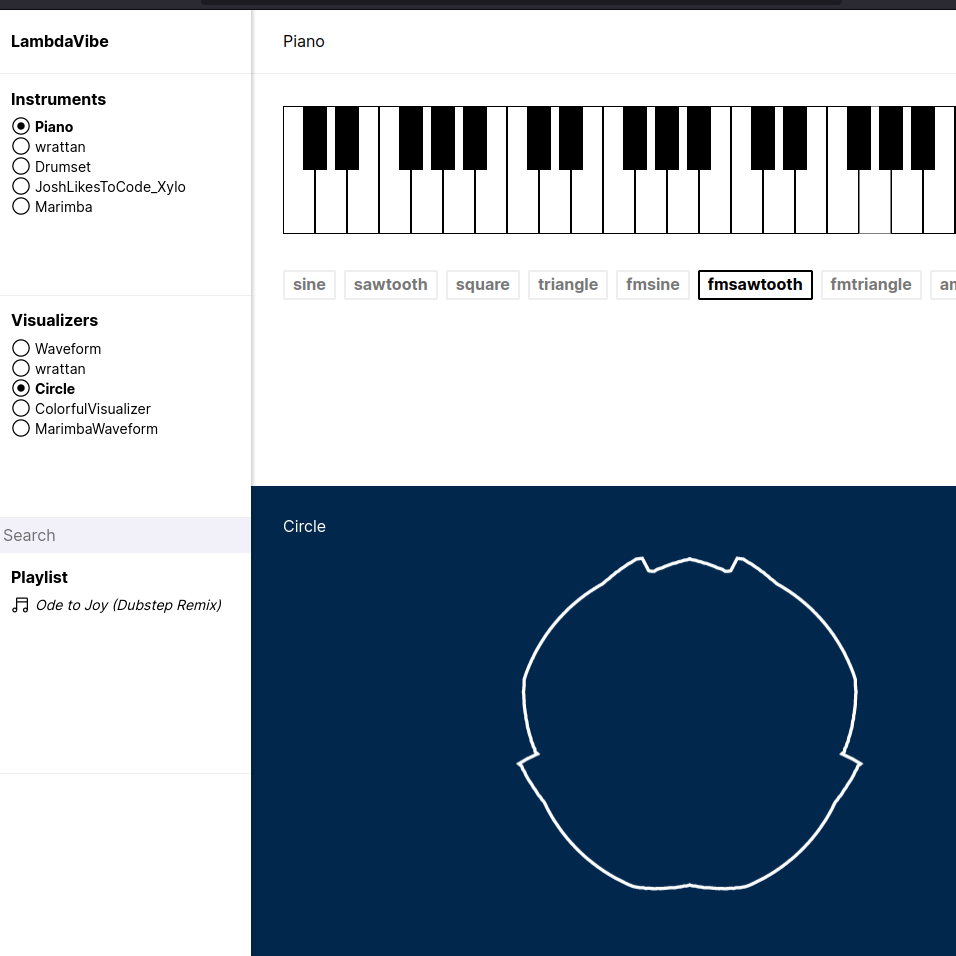 LambdaVibe
Piano
Instruments
Piano
wrattan
Drumset
JoshLikesToCode_Xylo
Marimba
sine sawtooth square triangle fmsine fmsawtooth fmtriangle
Visualizers
Waveform
wrattan
Circle
ColorfulVisualizer
MarimbaWaveform
Search
Circle
Playlist
Ode to Joy (Dubstep Remix)